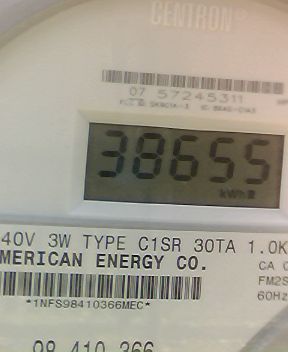 CENTRON®
07 57245311
38655
kWh
40V 3W TYPE C1SR 30TA 1.0K
MERICAN ENERGY CO.
CA 0
FM2S
*1NFS98410366MEC*
60Hz
98 410 366